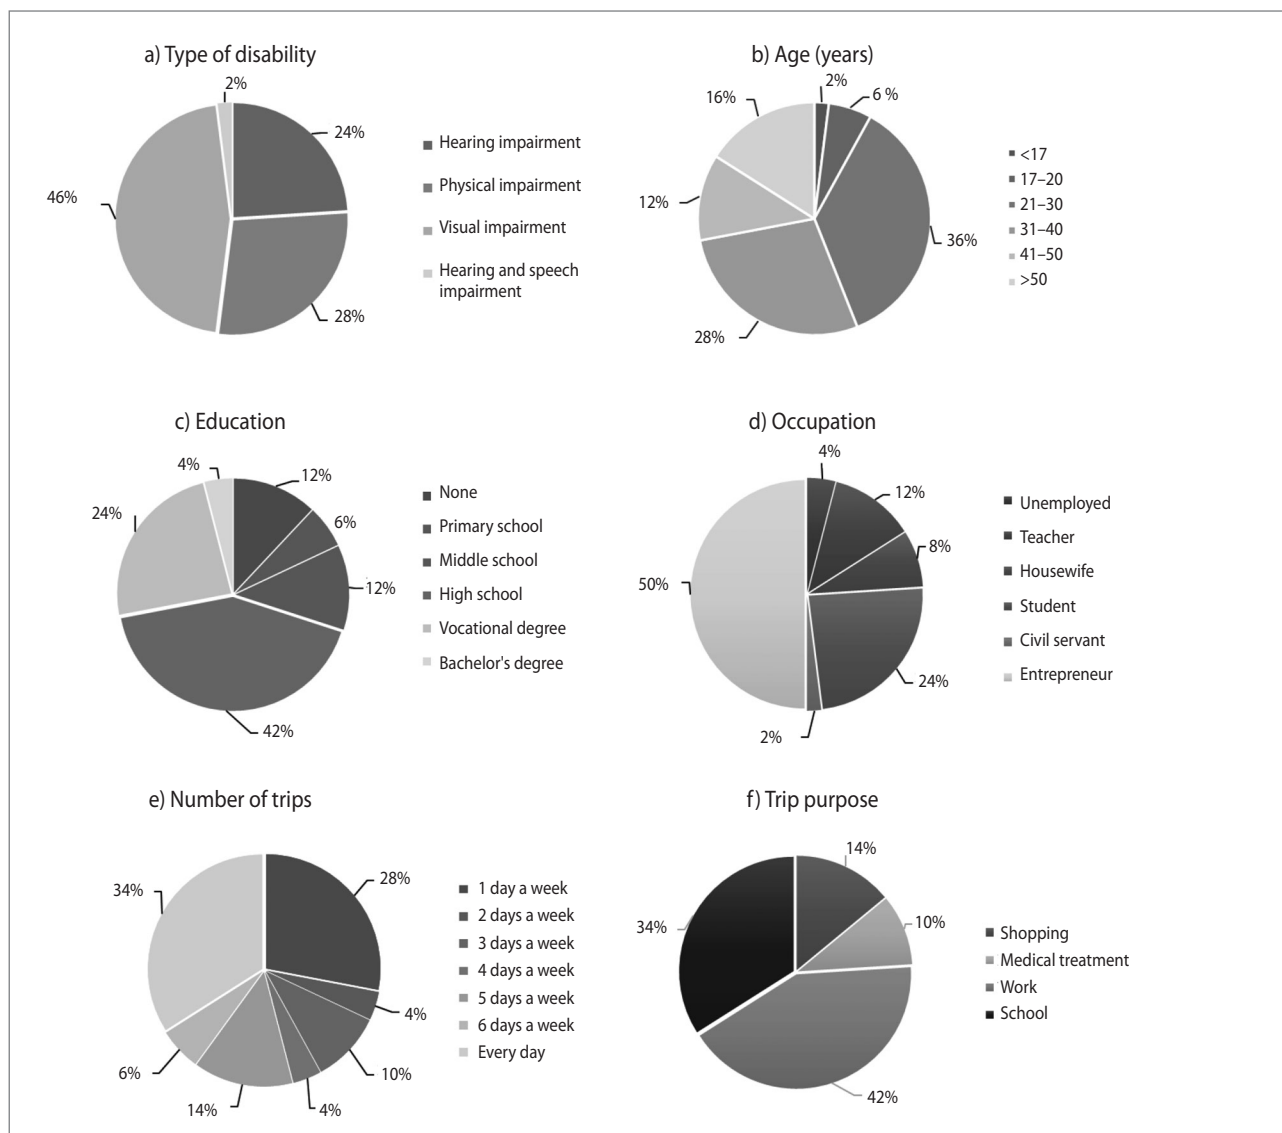 a) Type of disability
2%
24%
46%
28%
Hearing impairment
Physical impairment
Visual impairment
Hearing and speech
impairment
b) Age (years)
2%
6 %
16%
12%
36%
28%
<17
17–20
21–30
31–40
41–50
>50
c) Education
4%
12%
24%
6%
12%
42%
None
Primary school
Middle school
High school
Vocational degree
Bachelor's degree
d) Occupation
4%
12%
8%
50%
24%
2%
Unemployed
Teacher
Housewife
Student
Civil servant
Entrepreneur
e) Number of trips
28%
34%
4%
6%
10%
14%
4%
1 day a week
2 days a week
3 days a week
4 days a week
5 days a week
6 days a week
Every day
f) Trip purpose
14%
34%
10%
42%
Shopping
Medical treatment
Work
School